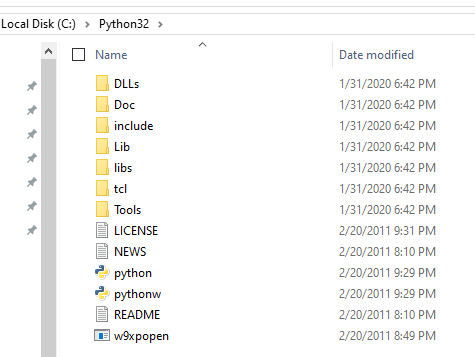 Local Disk (C:) > Python32 >
Name Date modified
DLLs 1/31/2020 6:42 PM
Doc 1/31/2020 6:42 PM
include 1/31/2020 6:42 PM
Lib 1/31/2020 6:42 PM
libs 1/31/2020 6:42 PM
tcl 1/31/2020 6:42 PM
Tools 1/31/2020 6:42 PM
LICENSE 2/20/2011 9:31 PM
NEWS 2/20/2011 8:10 PM
python 2/20/2011 9:29 PM
pythonw 2/20/2011 9:29 PM
README 2/20/2011 8:10 PM
w9xpopen 2/20/2011 8:49 PM